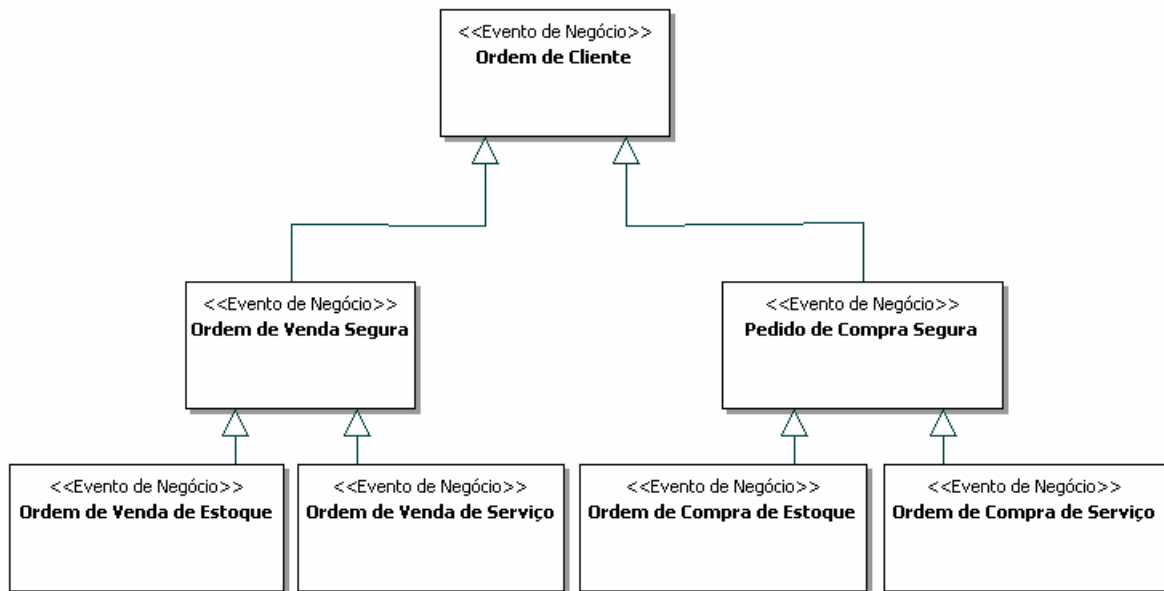 <<Evento de Negócio>>
Ordem de Cliente
<<Evento de Negócio>>
Ordem de Venda Segura
<<Evento de Negócio>>
Pedido de Compra Segura
<<Evento de Negócio>>
Ordem de Venda de Estoque
<<Evento de Negócio>>
Ordem de Venda de Serviço
<<Evento de Negócio>>
Ordem de Compra de Estoque
<<Evento de Negócio>>
Ordem de Compra de Serviço